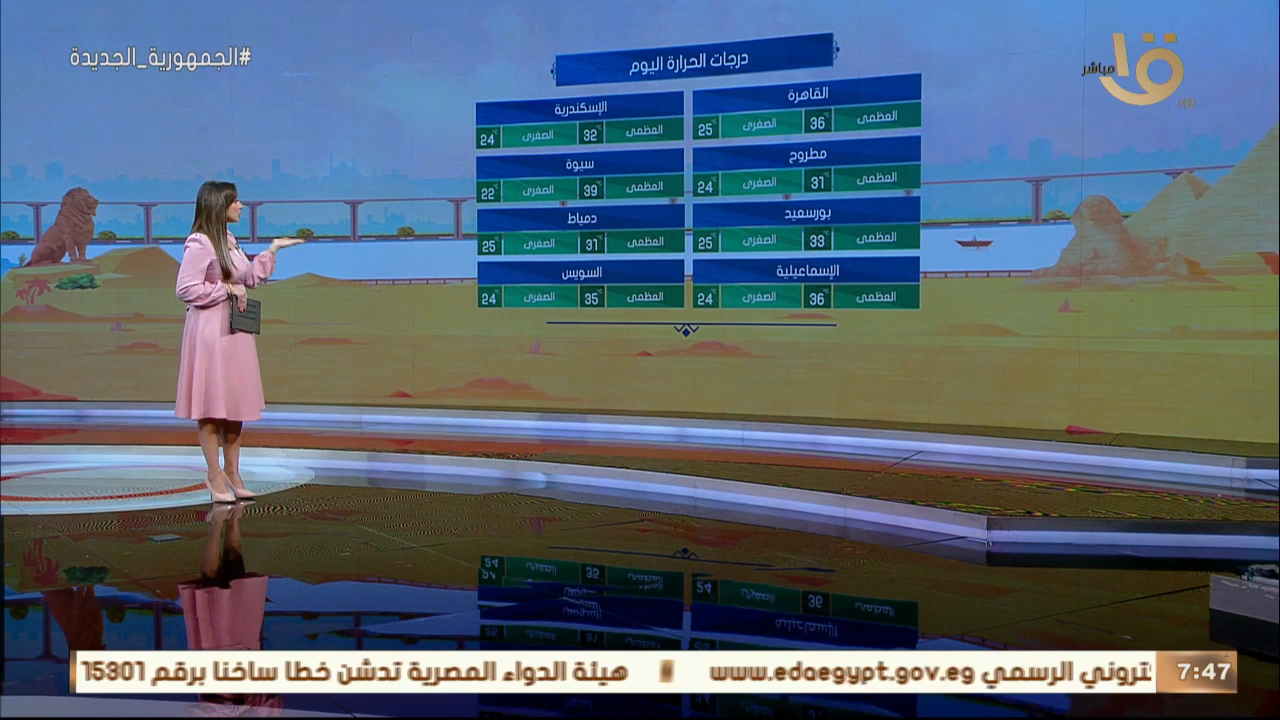 #الجمهورية_الجديدة
مباشر
درجات الحرارة اليوم
القاهرة
العظمى 36 الصغرى 25
الإسكندرية
العظمى 32 الصغرى 24
مطروح
العظمى 31 الصغرى 24
سيوة
العظمى 39 الصغرى 22
بورسعيد
العظمى 33 الصغرى 25
دمياط
العظمى 31 الصغرى 25
الإسماعيلية
العظمى 36 الصغرى 24
السويس
العظمى 35 الصغرى 24
7:47
تروني الرسمي www.edaegypt.gov.eg
هيئة الدواء المصرية تدشن خطا ساخنا برقم 15301